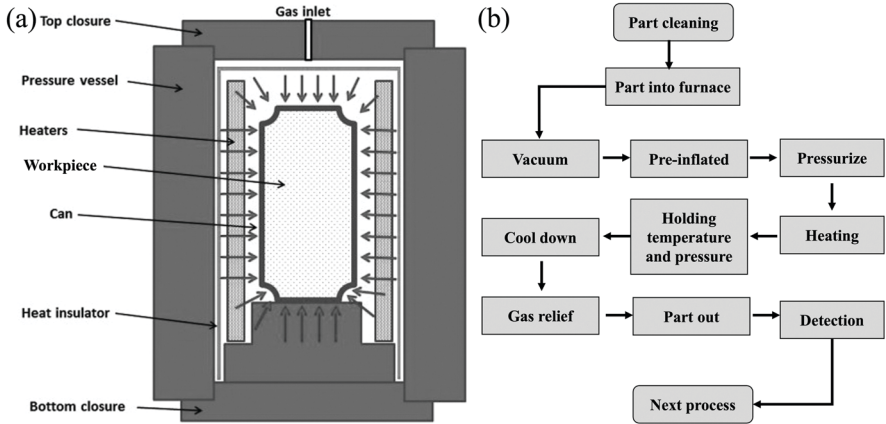 (a)
Gas inlet
Top closure
Pressure vessel
Heaters
Workpiece
Can
Heat insulator
Bottom closure
(b)
Part cleaning
Part into furnace
Vacuum
Pre-inflated
Pressurize
Heating
Holding
temperature
and pressure
Cool down
Gas relief
Part out
Detection
Next process